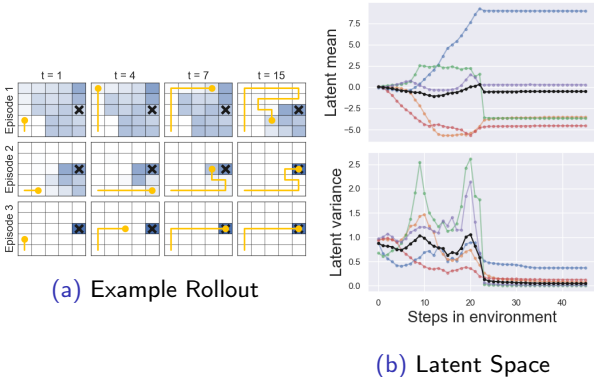 t = 1 t = 4 t = 7 t = 15
Episode 1
Episode 2
Episode 3
(a) Example Rollout
Latent mean
7.5
5.0
2.5
0.0
−2.5
−5.0
Latent variance
2.5
2.0
1.5
1.0
0.5
0.0
0 10 20 30 40
Steps in environment
(b) Latent Space